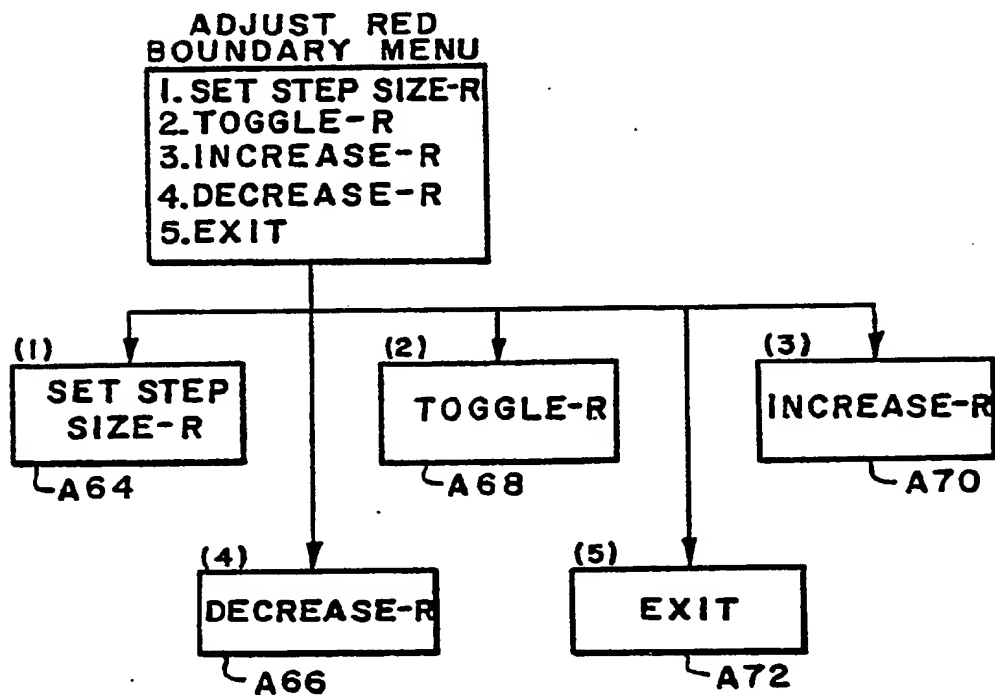 ADJUST RED
BOUNDARY MENU
1. SET STEP SIZE-R
2. TOGGLE-R
3. INCREASE-R
4. DECREASE-R
5. EXIT
(1)
SET STEP
SIZE-R
A64
(2)
TOGGLE-R
A68
(3)
INCREASE-R
A70
(4)
DECREASE-R
A66
(5)
EXIT
A72